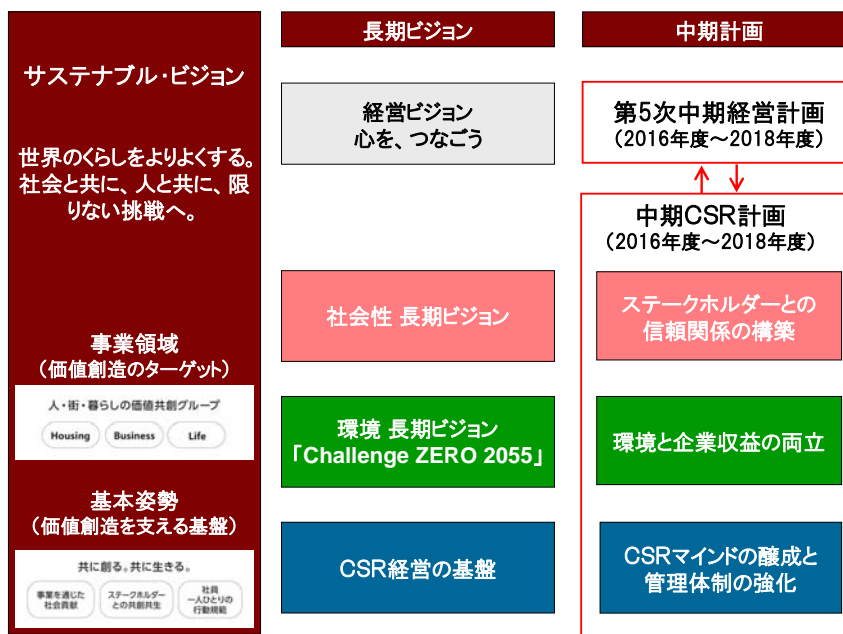 サステナブル・ビジョン
世界のくらしをよりよくする。
社会と共に、人と共に、限
りない挑戦へ。
事業領域
（価値創造のターゲット）
人・街・暮らしの価値共創グループ
Housing
Business
Life
基本姿勢
（価値創造を支える基盤）
共に創る。共に生きる。
事業を通じた
社会貢献
ステークホルダー
との共創共生
社員
一人ひとりの
行動規範
長期ビジョン
経営ビジョン
心を、つなごう
社会性 長期ビジョン
環境 長期ビジョン
「Challenge ZERO 2055」
CSR経営の基盤
中期計画
第5次中期経営計画
（2016年度～2018年度）
中期CSR計画
（2016年度～2018年度）
ステークホルダーとの
信頼関係の構築
環境と企業収益の両立
CSRマインドの醸成と
管理体制の強化